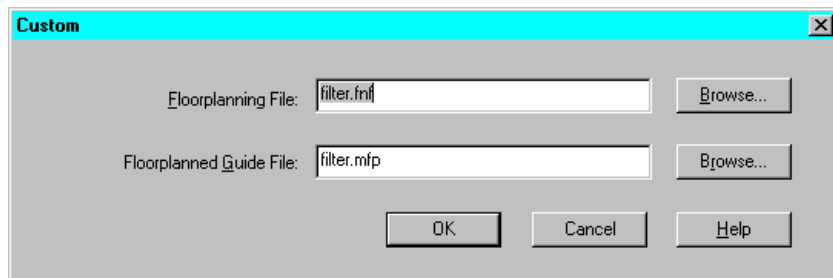 Custom
Floorplanning File: filter.fnf Browse...
Floorplanned Guide File: filter.mfp Browse...
OK Cancel Help